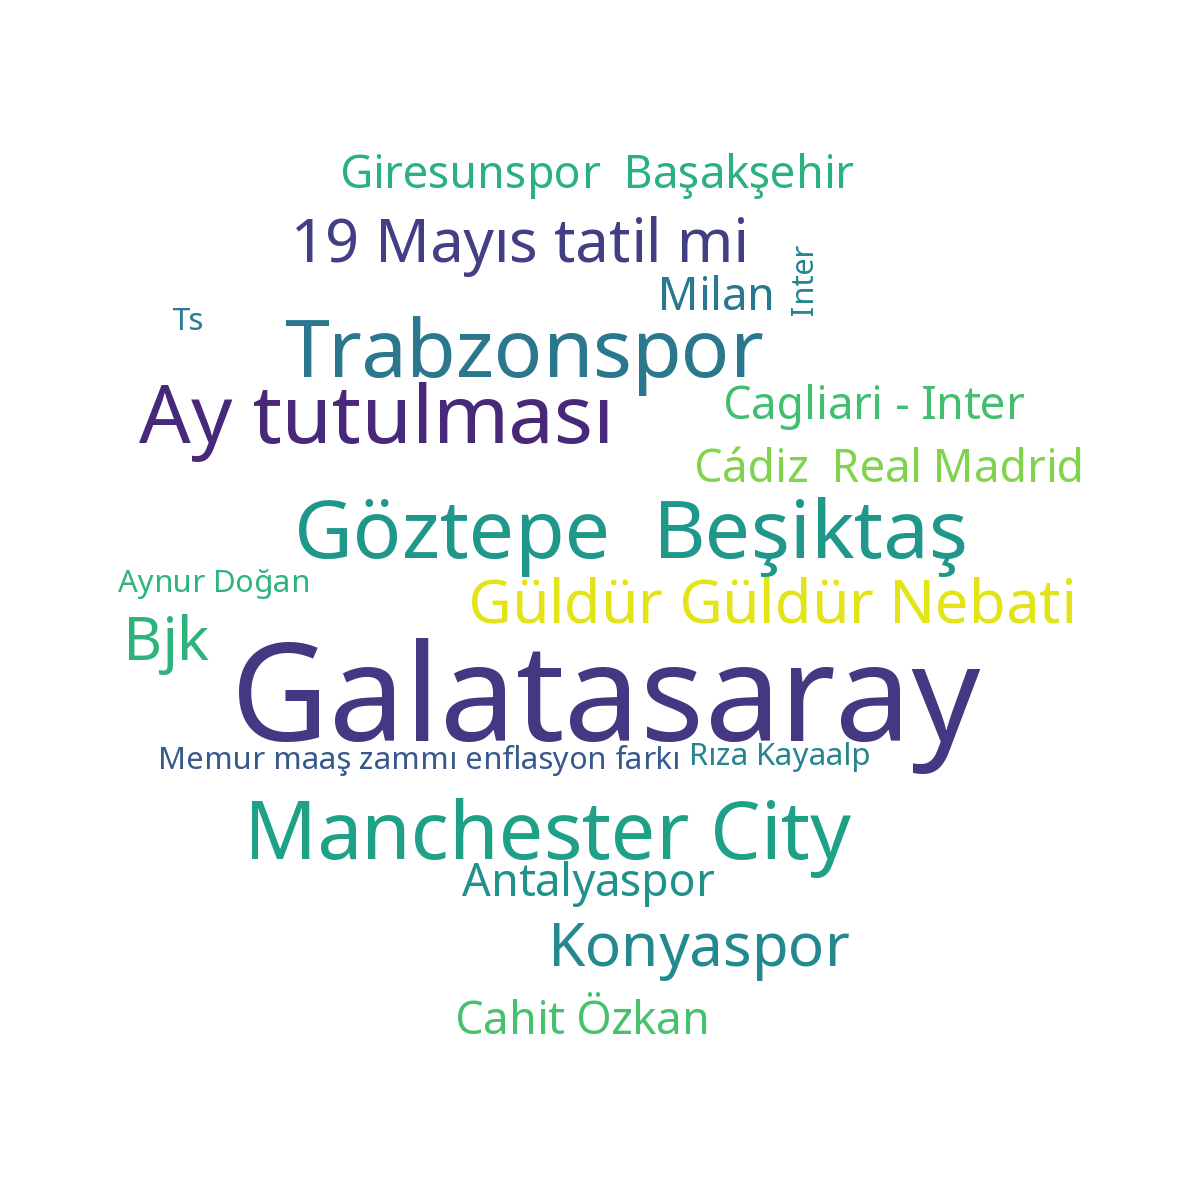 Giresunspor  Başakşehir
19 Mayıs tatil mi
Inter
Milan
Ts
Trabzonspor
Ay tutulması
Cagliari - Inter
Cádiz  Real Madrid
Göztepe  Beşiktaş
Aynur Doğan
Güldür Güldür Nebati
Bjk
Galatasaray
Memur maaş zammı enflasyon farkı
Rıza Kayaalp
Manchester City
Antalyaspor
Konyaspor
Cahit Özkan